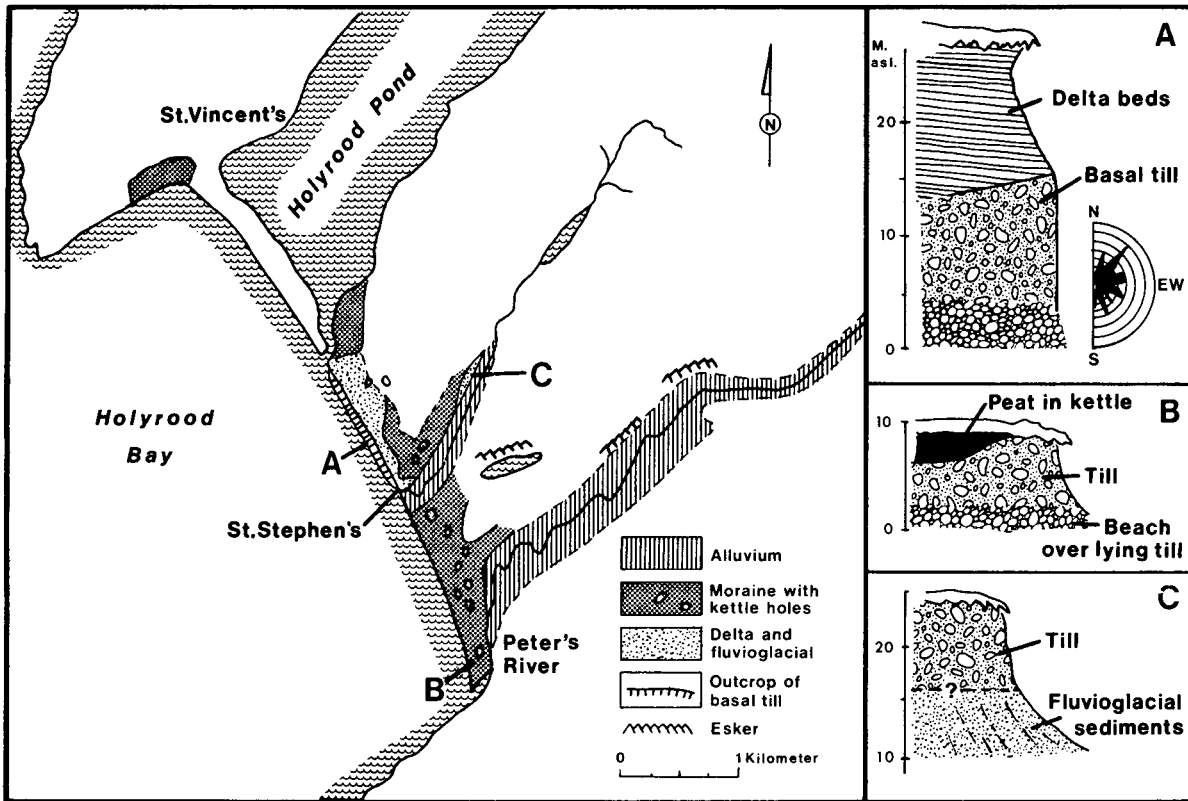 St.Vincent's
Holyrood Pond
N
Holyrood
Bay
A
C
St.Stephen's
B
Peter's
River
Alluvium
Moraine with
kettle holes
Delta and
fluvioglacial
Outcrop of
basal till
Esker
0 1 Kilometer
A
M.
asl.
20
10
0
Delta beds
Basal till
N
EW
S
B
10
0
Peat in kettle
Till
Beach
over lying till
C
20
10
Till
?
Fluvioglacial
sediments